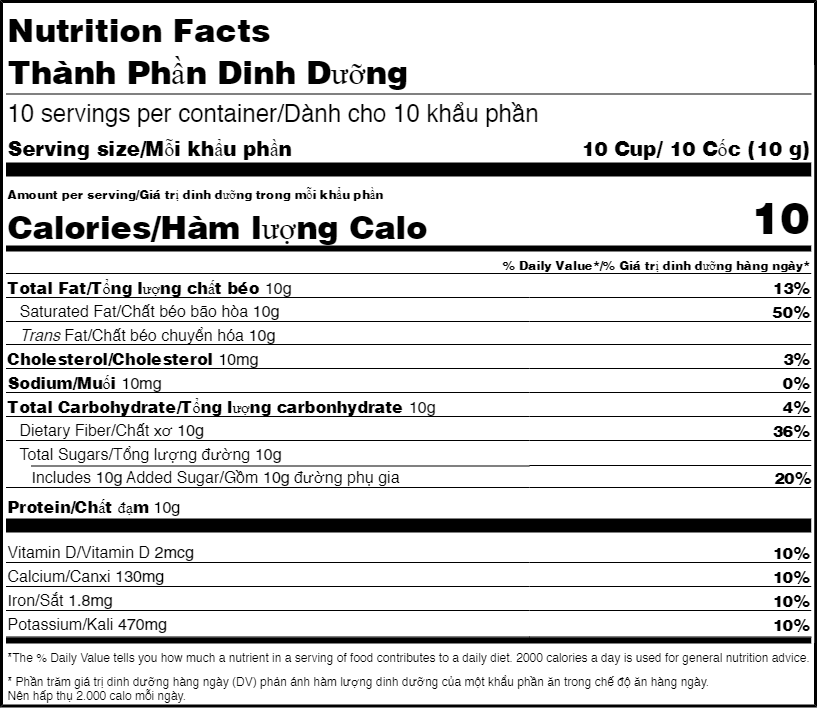 Nutrition Facts
Thành Phần Dinh Dưỡng
10 servings per container/Dành cho 10 khẩu phần
Serving size/Mỗi khẩu phần 10 Cup/ 10 Cốc (10 g)
Amount per serving/Giá trị dinh dưỡng trong mỗi khẩu phần
Calories/Hàm lượng Calo 10
% Daily Value*/% Giá trị dinh dưỡng hàng ngày*
Total Fat/Tổng lượng chất béo 10g 13%
Saturated Fat/Chất béo bão hòa 10g 50%
Trans Fat/Chất béo chuyển hóa 10g
Cholesterol/Cholesterol 10mg 3%
Sodium/Muối 10mg 0%
Total Carbohydrate/Tổng lượng carbonhydrate 10g 4%
Dietary Fiber/Chất xơ 10g 36%
Total Sugars/Tổng lượng đường 10g
Includes 10g Added Sugar/Gồm 10g đường phụ gia 20%
Protein/Chất đạm 10g
Vitamin D/Vitamin D 2mcg 10%
Calcium/Canxi 130mg 10%
Iron/Sắt 1.8mg 10%
Potassium/Kali 470mg 10%
*The % Daily Value tells you how much a nutrient in a serving of food contributes to a daily diet. 2000 calories a day is used for general nutrition advice.
* Phần trăm giá trị dinh dưỡng hàng ngày (DV) phản ánh hàm lượng dinh dưỡng của một khẩu phần ăn trong chế độ ăn hàng ngày.
Nên hấp thụ 2.000 calo mỗi ngày.